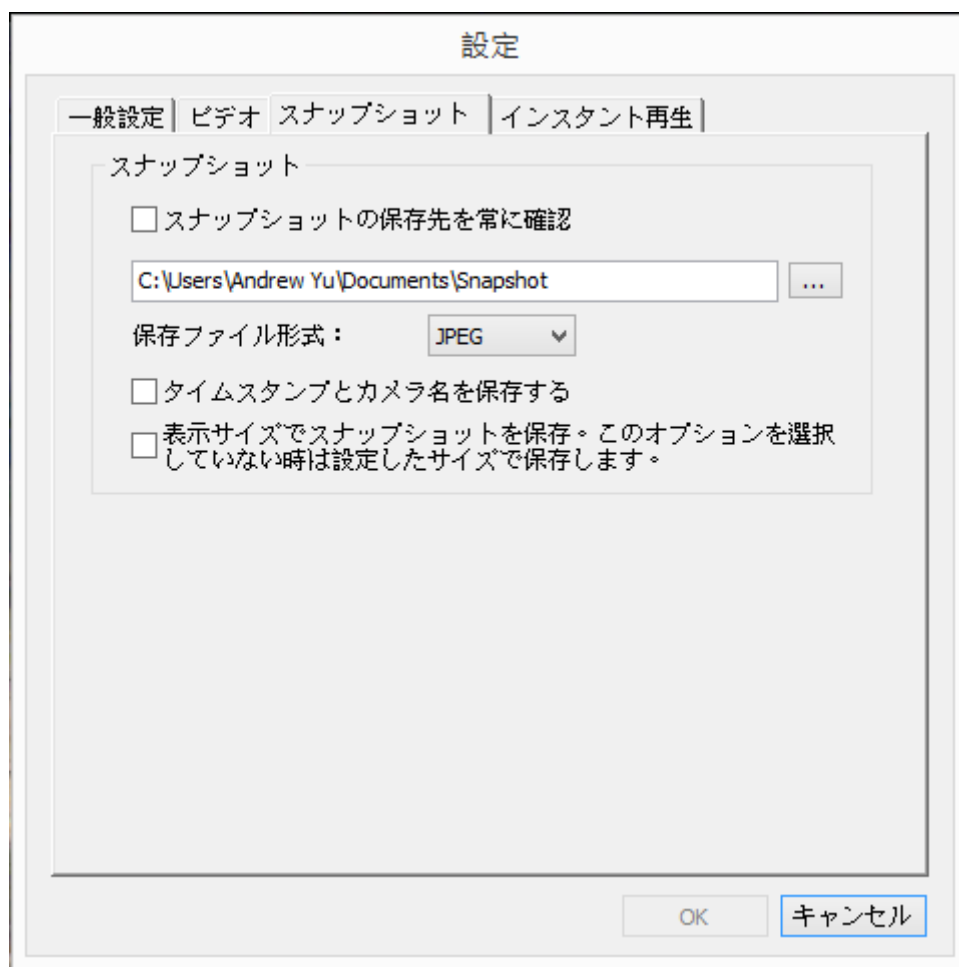 設定
一般設定 ビデオ スナップショット インスタント再生
スナップショット
スナップショットの保存先を常に確認
C:\Users\Andrew Yu\Documents\Snapshot ...
保存ファイル形式： JPEG
タイムスタンプとカメラ名を保存する
表示サイズでスナップショットを保存。このオプションを選択
していない時は設定したサイズで保存します。
OK キャンセル